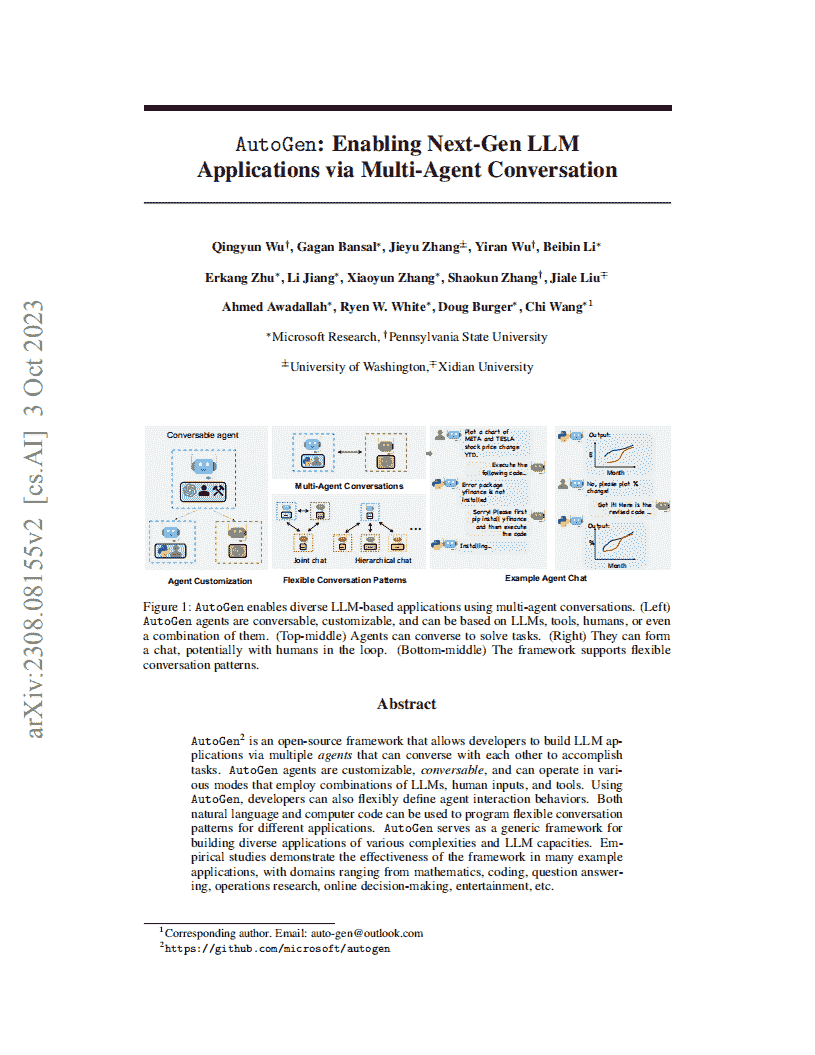 AutoGen: Enabling Next-Gen LLM
Applications via Multi-Agent Conversation
Qingyun Wu†, Gagan Bansal∗, Jieyu Zhang±, Yiran Wu†, Beibin Li∗
Erkang Zhu∗, Li Jiang∗, Xiaoyun Zhang∗, Shaokun Zhang†, Jiale Liu∓
Ahmed Awadallah∗, Ryen W. White∗, Doug Burger∗, Chi Wang∗1
∗Microsoft Research, †Pennsylvania State University
±University of Washington,∓Xidian University
arXiv:2308.08155v2 [cs.AI] 3 Oct 2023
Conversable agent
Agent Customization
Multi-Agent Conversations
...
Joint chat
Hierarchical chat
Flexible Conversation Patterns
Plot a chart of
META and TESLA
stock price change
YTD.
Execute the
following code...
Error package
yfinance is not
installed
Sorry! Please first
pip install yfinance
and then execute
the code
Installing...
Output:
$
Month
No, please plot %
change!
Got it! Here is the
revised code ...
Output:
%
Month
Example Agent Chat
Figure 1: AutoGen enables diverse LLM-based applications using multi-agent conversations. (Left)
AutoGen agents are conversable, customizable, and can be based on LLMs, tools, humans, or even
a combination of them. (Top-middle) Agents can converse to solve tasks. (Right) They can form
a chat, potentially with humans in the loop. (Bottom-middle) The framework supports flexible
conversation patterns.
Abstract
AutoGen2 is an open-source framework that allows developers to build LLM ap-
plications via multiple agents that can converse with each other to accomplish
tasks. AutoGen agents are customizable, conversable, and can operate in vari-
ous modes that employ combinations of LLMs, human inputs, and tools. Using
AutoGen, developers can also flexibly define agent interaction behaviors. Both
natural language and computer code can be used to program flexible conversation
patterns for different applications. AutoGen serves as a generic framework for
building diverse applications of various complexities and LLM capacities. Em-
pirical studies demonstrate the effectiveness of the framework in many example
applications, with domains ranging from mathematics, coding, question answer-
ing, operations research, online decision-making, entertainment, etc.
1Corresponding author. Email: auto-gen@outlook.com
2https://github.com/microsoft/autogen